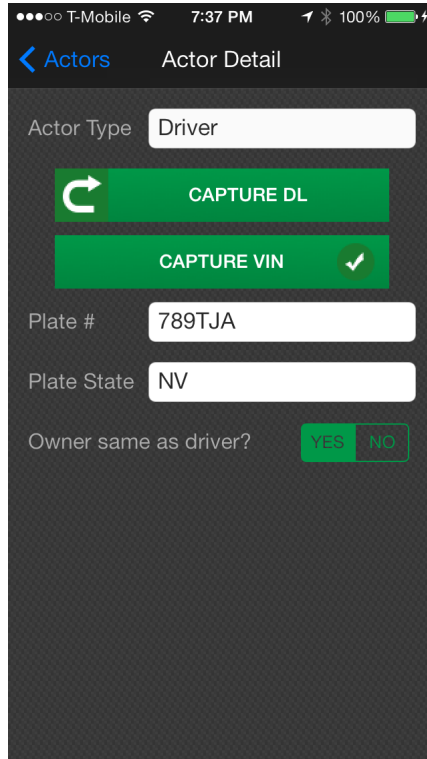 T-Mobile 7:37 PM 100%
Actors Actor Detail
Actor Type Driver
CAPTURE DL
CAPTURE VIN
Plate # 789TJA
Plate State NV
Owner same as driver? YES NO